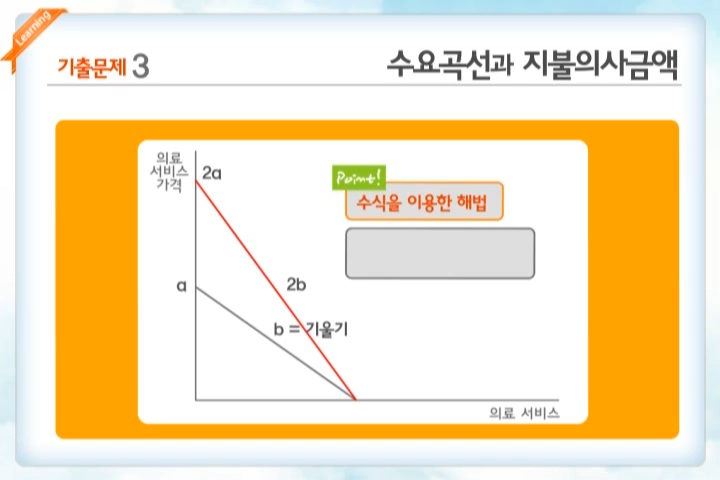 Learning
기출문제 3
수요곡선과 지불의사금액
의료
서비스
가격
2a
Point!
수식을 이용한 해법
a
2b
b = 기울기
의료 서비스